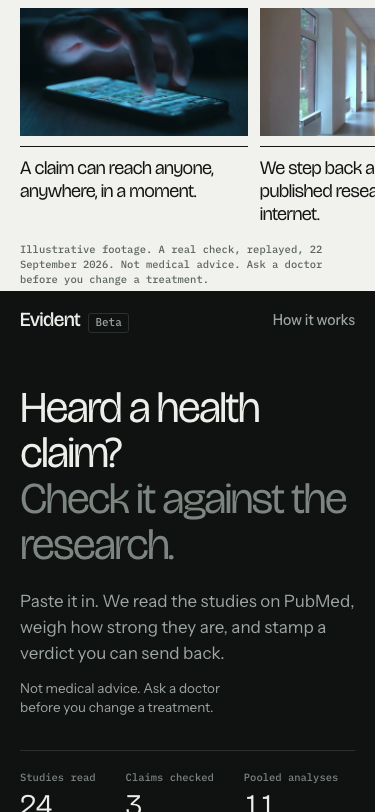 A claim can reach anyone,
anywhere, in a moment.
We step back a
published resea
internet.
Illustrative footage. A real check, replayed, 22
September 2026. Not medical advice. Ask a doctor
before you change a treatment.
Evident Beta
How it works
Heard a health
claim?
Check it against the
research.
Paste it in. We read the studies on PubMed,
weigh how strong they are, and stamp a
verdict you can send back.
Not medical advice. Ask a doctor
before you change a treatment.
Studies read Claims checked Pooled analyses
24 3 11